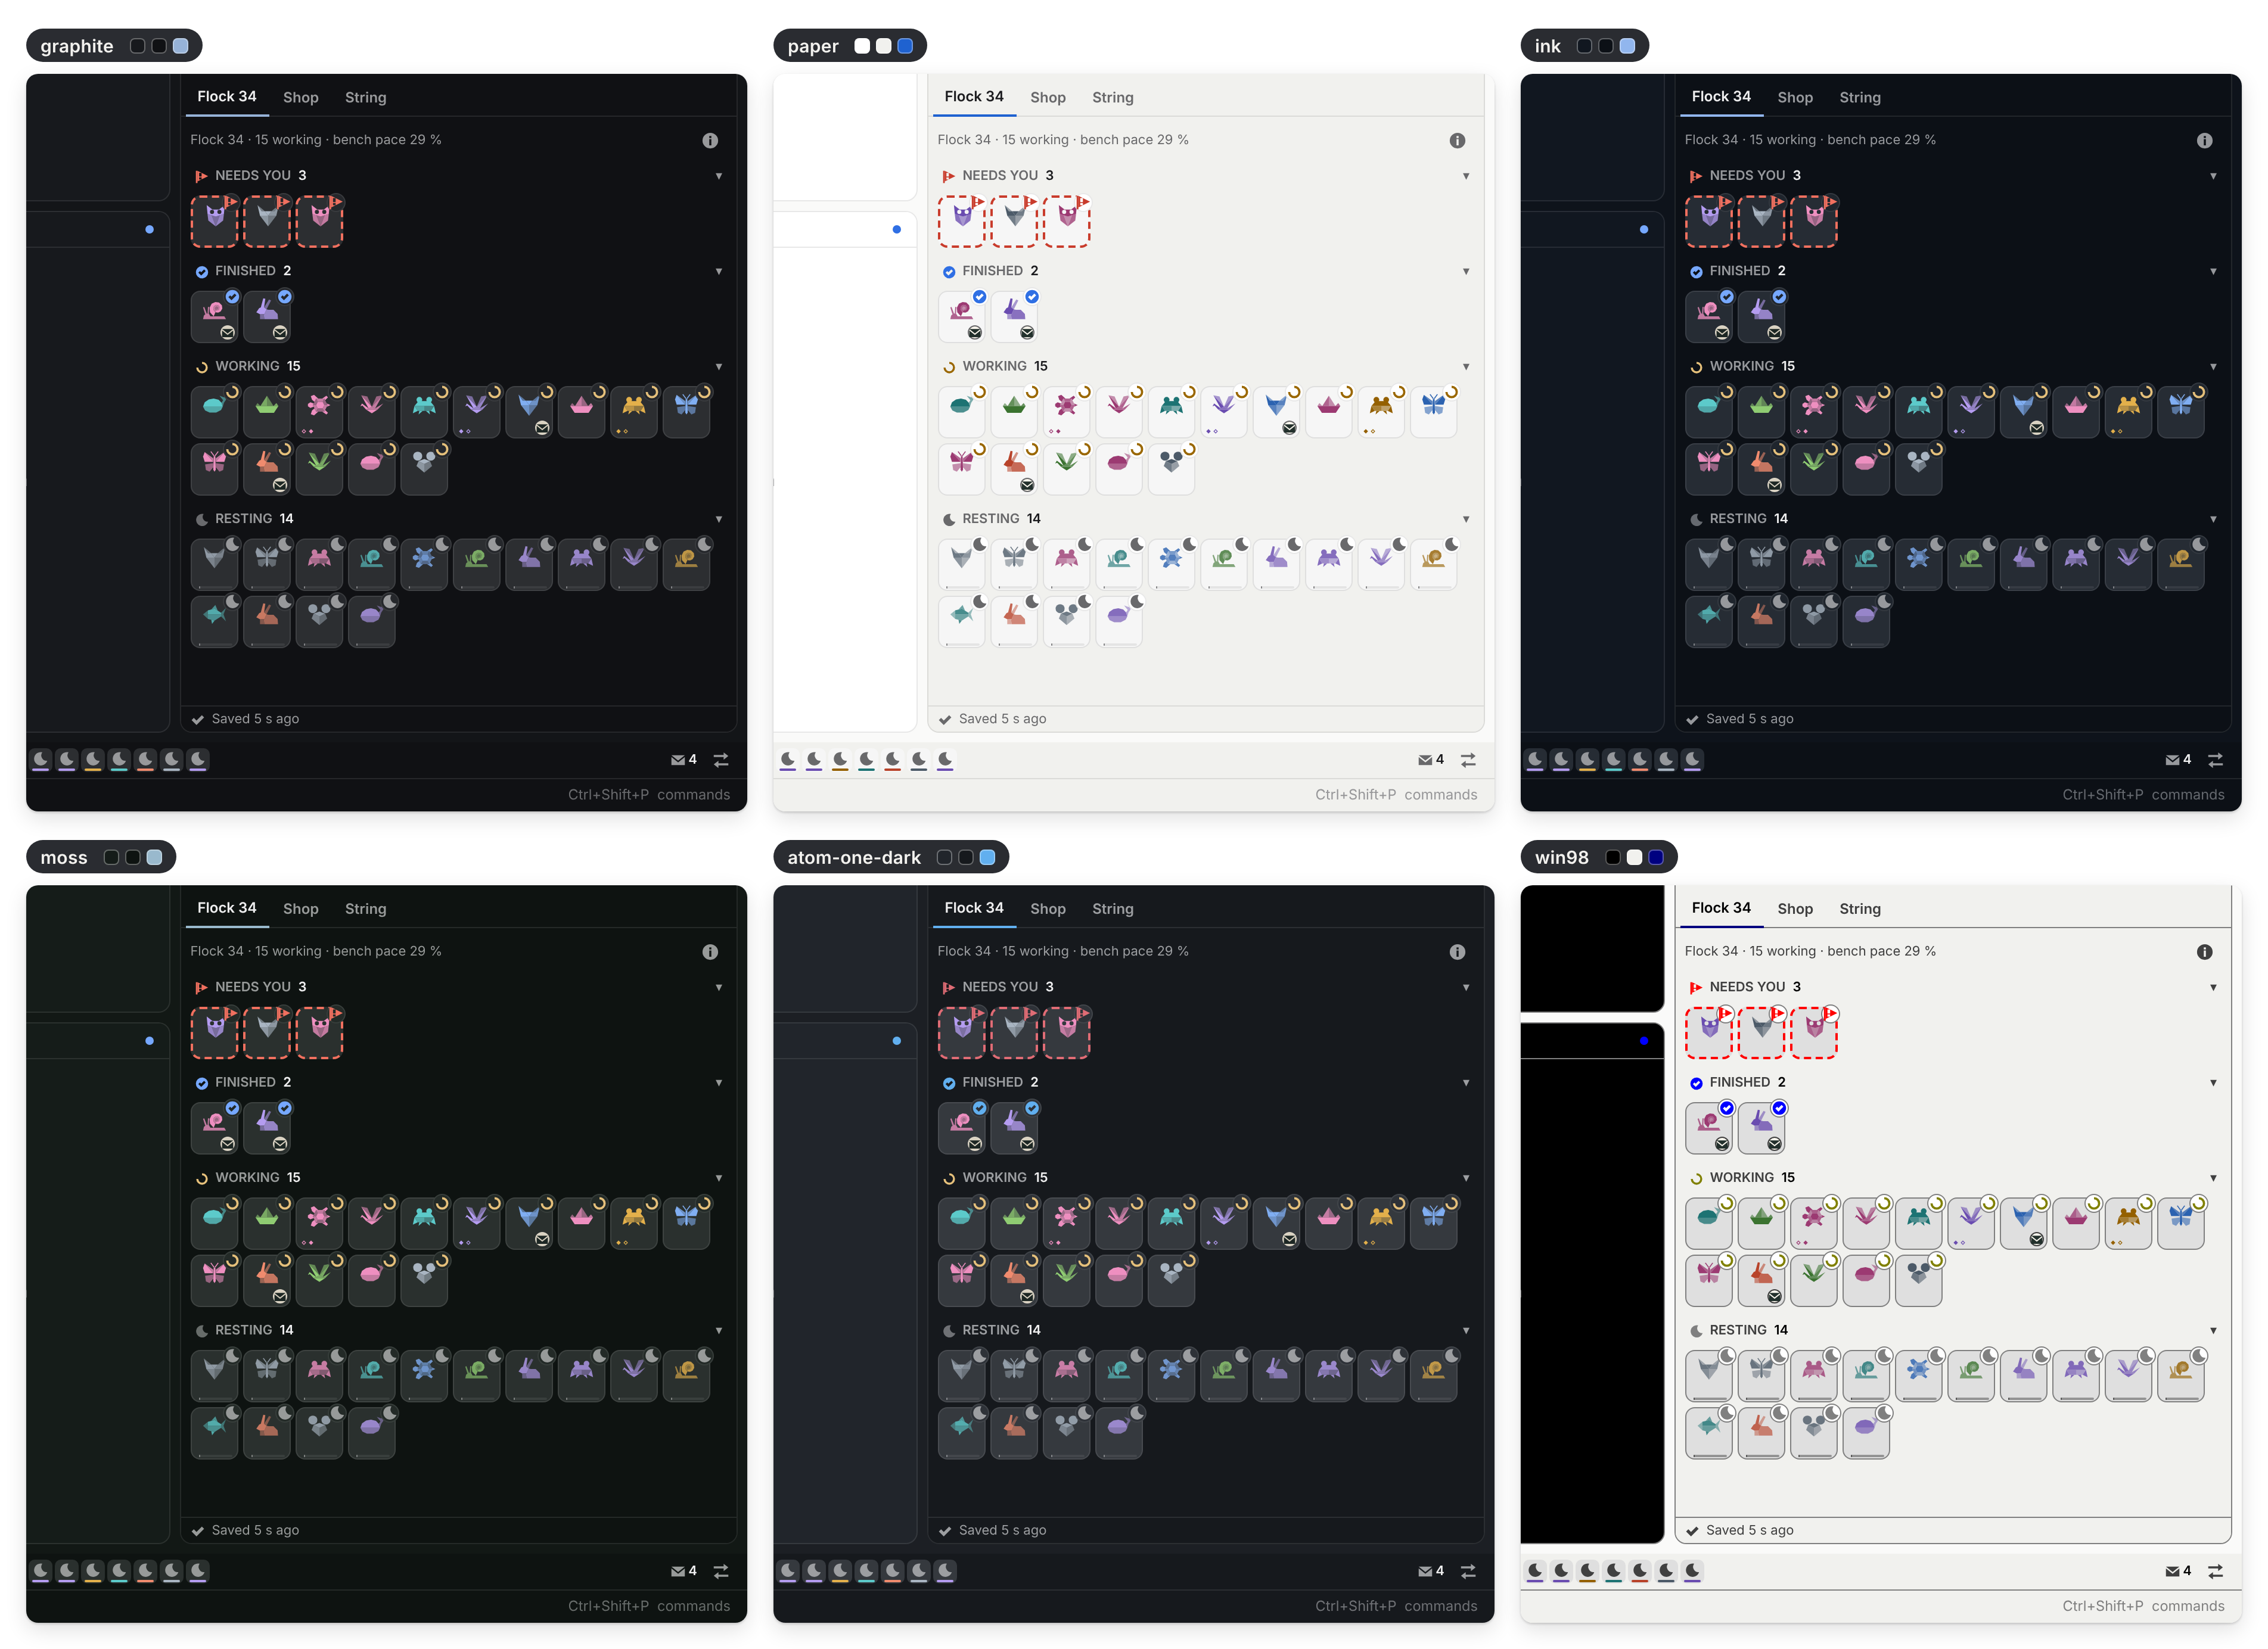 graphite
Flock 34 Shop String
Flock 34 · 15 working · bench pace 29 %
NEEDS YOU 3
FINISHED 2
WORKING 15
RESTING 14
Saved 5 s ago
4
Ctrl+Shift+P commands
paper
Flock 34 Shop String
Flock 34 · 15 working · bench pace 29 %
NEEDS YOU 3
FINISHED 2
WORKING 15
RESTING 14
Saved 5 s ago
4
Ctrl+Shift+P commands
ink
Flock 34 Shop String
Flock 34 · 15 working · bench pace 29 %
NEEDS YOU 3
FINISHED 2
WORKING 15
RESTING 14
Saved 5 s ago
4
Ctrl+Shift+P commands
moss
Flock 34 Shop String
Flock 34 · 15 working · bench pace 29 %
NEEDS YOU 3
FINISHED 2
WORKING 15
RESTING 14
Saved 5 s ago
4
Ctrl+Shift+P commands
atom-one-dark
Flock 34 Shop String
Flock 34 · 15 working · bench pace 29 %
NEEDS YOU 3
FINISHED 2
WORKING 15
RESTING 14
Saved 5 s ago
4
Ctrl+Shift+P commands
win98
Flock 34 Shop String
Flock 34 · 15 working · bench pace 29 %
NEEDS YOU 3
FINISHED 2
WORKING 15
RESTING 14
Saved 5 s ago
4
Ctrl+Shift+P commands